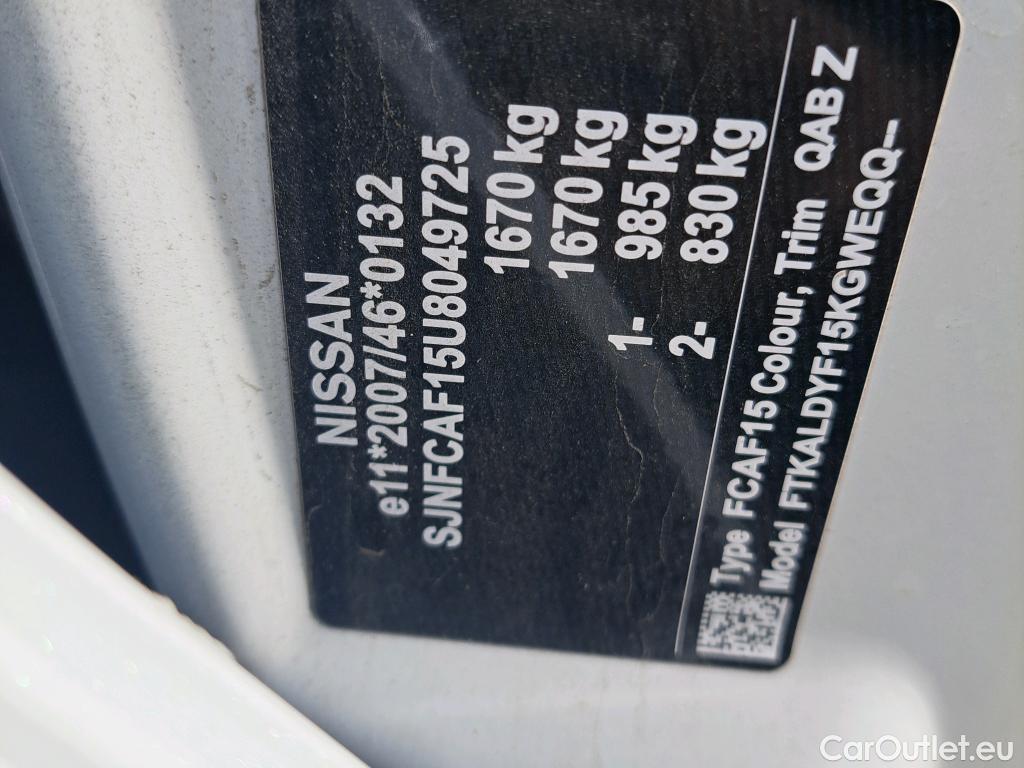 NISSAN
e11*2007/46*0132
SJNFCAF15U8049725
1670 kg
1670 kg
1- 985 kg
2- 830 kg
Type FCAF15 Colour, Trim QAB Z
Model FTKALDYF15KGWEQQ--
CarOutlet.eu